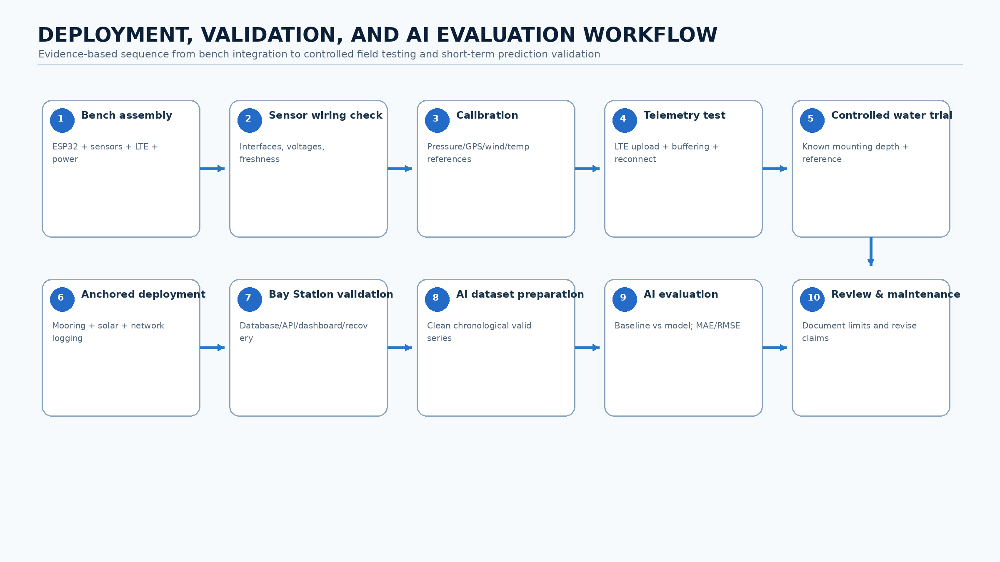 DEPLOYMENT, VALIDATION, AND AI EVALUATION WORKFLOW
Evidence-based sequence from bench integration to controlled field testing and short-term prediction validation
1
Bench assembly
ESP32 + sensors + LTE +
power
2
Sensor wiring check
Interfaces, voltages,
freshness
3
Calibration
Pressure/GPS/wind/temp
references
4
Telemetry test
LTE upload + buffering +
reconnect
5
Controlled water trial
Known mounting depth +
reference
6
Anchored deployment
Mooring + solar + network
logging
7
Bay Station validation
Database/API/dashboard/recov
ery
8
AI dataset preparation
Clean chronological valid
series
9
AI evaluation
Baseline vs model; MAE/RMSE
10
Review & maintenance
Document limits and revise
claims